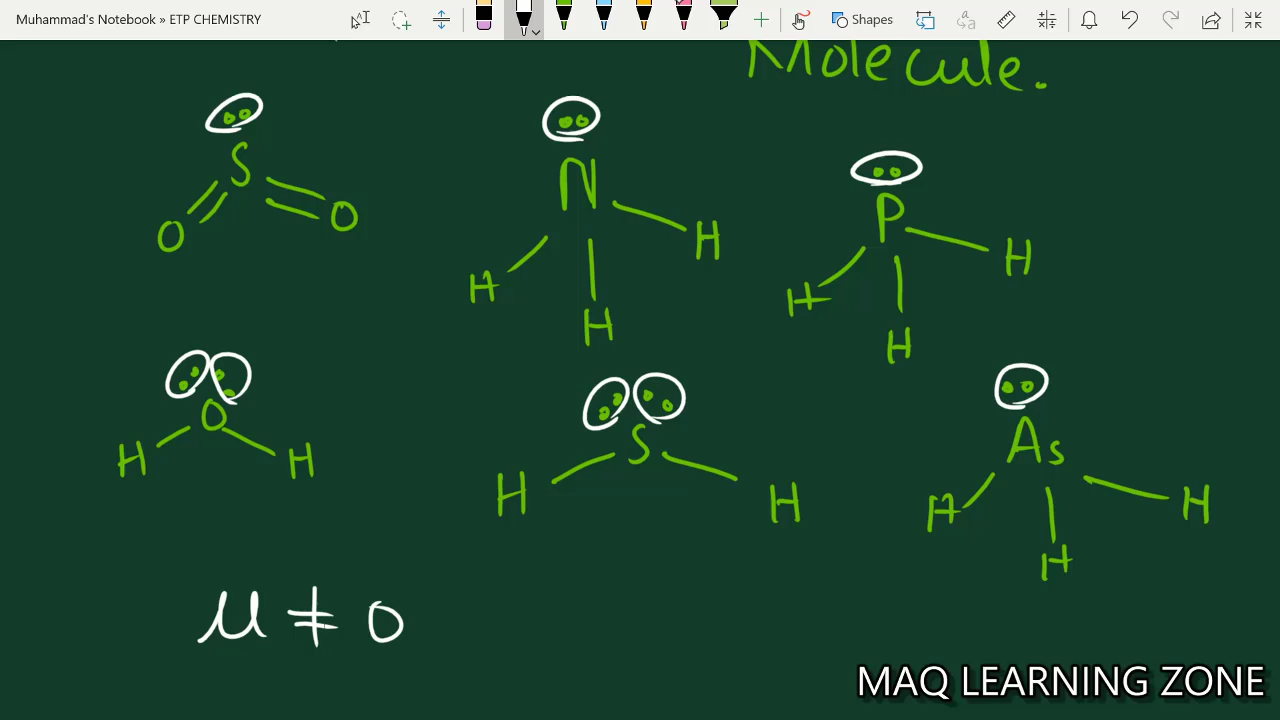 Muhammad's Notebook » ETP CHEMISTRY
Shapes
Molecule.
S
O O
N
H H
H
P
H H
H
O
H H
S
H H
As
H H
H
μ ≠ 0
MAQ LEARNING ZONE